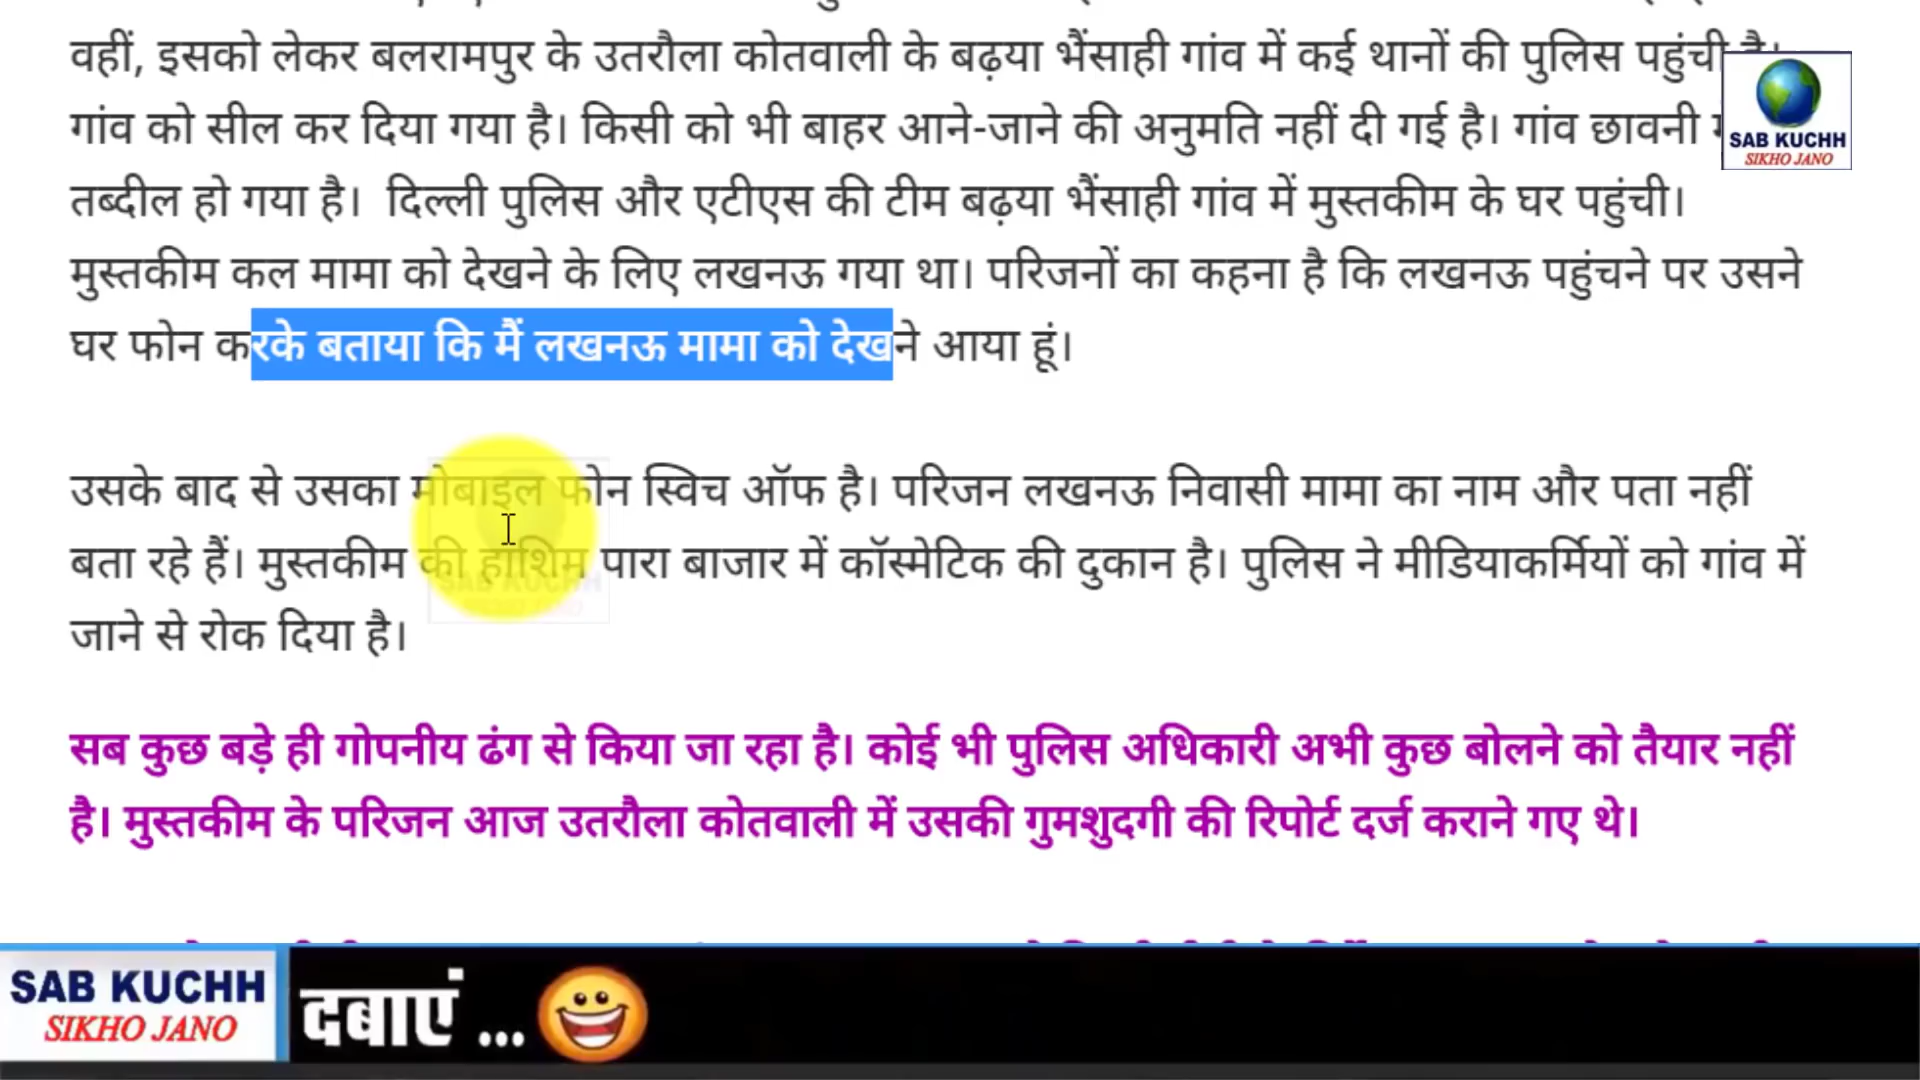 वहीं, इसको लेकर बलरामपुर के उतरौला कोतवाली के बढ़या भैंसाही गांव में कई थानों की पुलिस पहुंची है।
गांव को सील कर दिया गया है। किसी को भी बाहर आने-जाने की अनुमति नहीं दी गई है। गांव छावनी
तब्दील हो गया है। दिल्ली पुलिस और एटीएस की टीम बढ़या भैंसाही गांव में मुस्तकीम के घर पहुंची।
मुस्तकीम कल मामा को देखने के लिए लखनऊ गया था। परिजनों का कहना है कि लखनऊ पहुंचने पर उसने
घर फोन करके बताया कि मैं लखनऊ मामा को देखने आया हूं।
उसके बाद से उसका मोबाइल फोन स्विच ऑफ है। परिजन लखनऊ निवासी मामा का नाम और पता नहीं
बता रहे हैं। मुस्तकीम की हाशिम पारा बाजार में कॉस्मेटिक की दुकान है। पुलिस ने मीडियाकर्मियों को गांव में
जाने से रोक दिया है।
सब कुछ बड़े ही गोपनीय ढंग से किया जा रहा है। कोई भी पुलिस अधिकारी अभी कुछ बोलने को तैयार नहीं
है। मुस्तकीम के परिजन आज उतरौला कोतवाली में उसकी गुमशुदगी की रिपोर्ट दर्ज कराने गए थे।
SAB KUCHH
SIKHO JANO
SAB KUCHH
SIKHO JANO
दबाएं ...